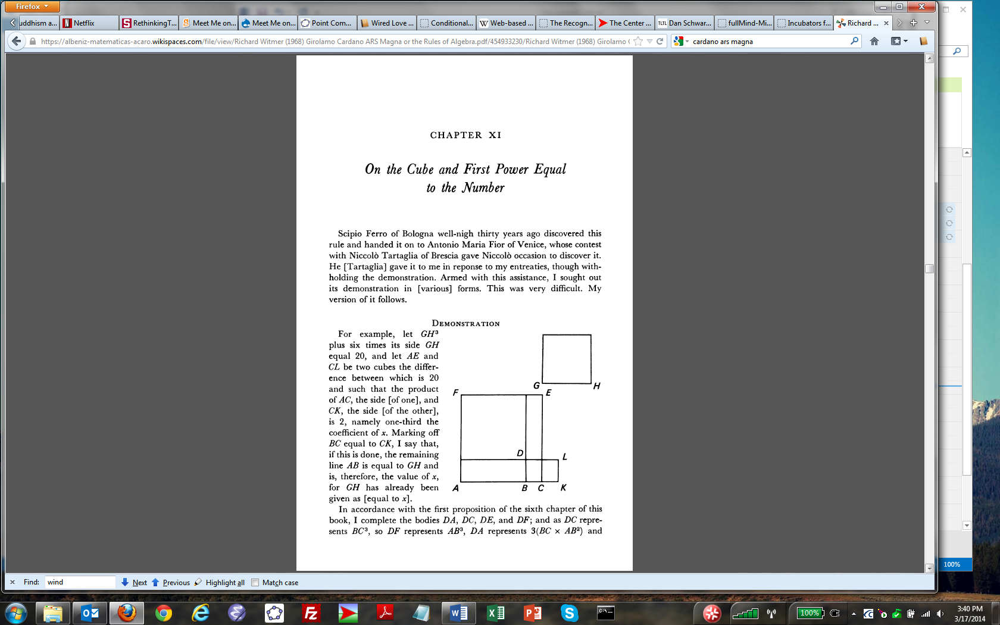 Firefox
uddhism a...
Netflix
RethinkingT...
Meet Me on...
Meet Me on...
Point Com...
Wired Love ...
Conditional...
Web-based ...
The Recogn...
The Center ...
TLTL Dan Schwar...
fullMind-Mi...
Incubators f...
Richard ...
https://albeniz-matematicas-acaro.wikispaces.com/file/view/Richard Witmer (1968) Girolamo Cardano ARS Magna or the Rules of Algebra.pdf/454933230/Richard Witmer (1968) Girolamo
cardano ars magna
CHAPTER XI
On the Cube and First Power Equal
to the Number
Scipio Ferro of Bologna well-nigh thirty years ago discovered this
rule and handed it on to Antonio Maria Fior of Venice, whose contest
with Niccolò Tartaglia of Brescia gave Niccolò occasion to discover it.
He [Tartaglia] gave it to me in reponse to my entreaties, though with-
holding the demonstration. Armed with this assistance, I sought out
its demonstration in [various] forms. This was very difficult. My
version of it follows.
DEMONSTRATION
For example, let GH³
plus six times its side GH
equal 20, and let AE and
CL be two cubes the differ-
ence between which is 20
and such that the product
of AC, the side [of one], and
CK, the side [of the other],
is 2, namely one-third the
coefficient of x. Marking off
BC equal to CK, I say that,
if this is done, the remaining
line AB is equal to GH and
is, therefore, the value of x,
for GH has already been
given as [equal to x].
G H
F E
D L
A B C K
In accordance with the first proposition of the sixth chapter of this
book, I complete the bodies DA, DC, DE, and DF; and as DC repre-
sents BC³, so DF represents AB³, DA represents 3(BC × AB²) and
100%
Find: wind Next Previous Highlight all Match case
100%
3:40 PM
3/17/2014